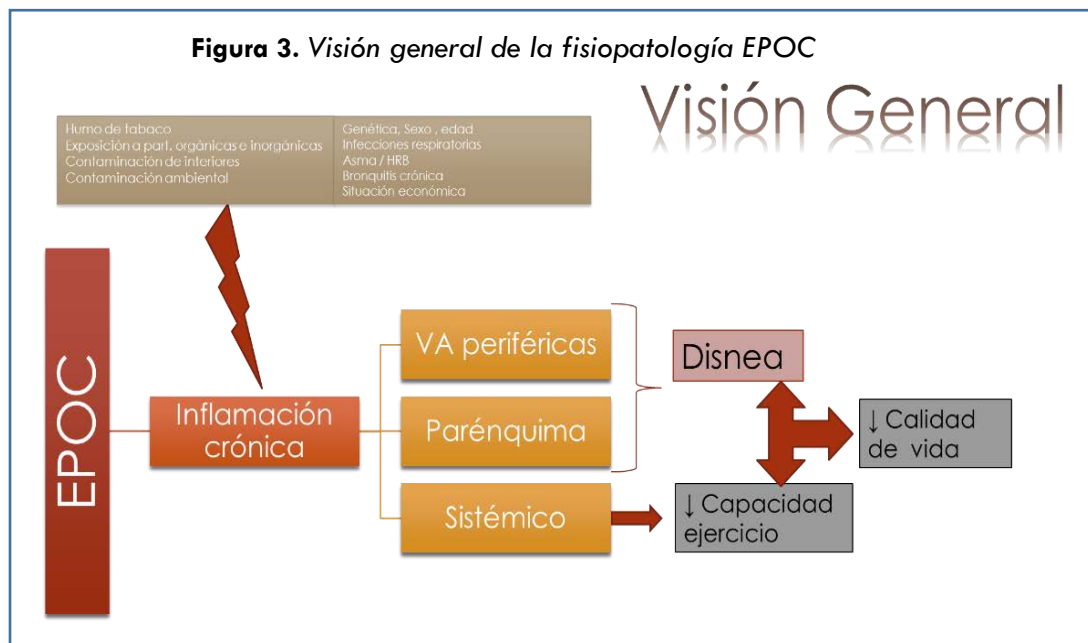 Figura 3. Visión general de la fisiopatología EPOC
Visión General
Humo de tabaco
Exposición a part. orgánicas e inorgánicas
Contaminación de interiores
Contaminación ambiental
Genética, Sexo , edad
Infecciones respiratorias
Asma / HRB
Bronquitis crónica
Situación económica
EPOC
Inflamación
crónica
VA periféricas
Parénquima
Sistémico
Disnea
↓ Calidad
de vida
↓ Capacidad
ejercicio